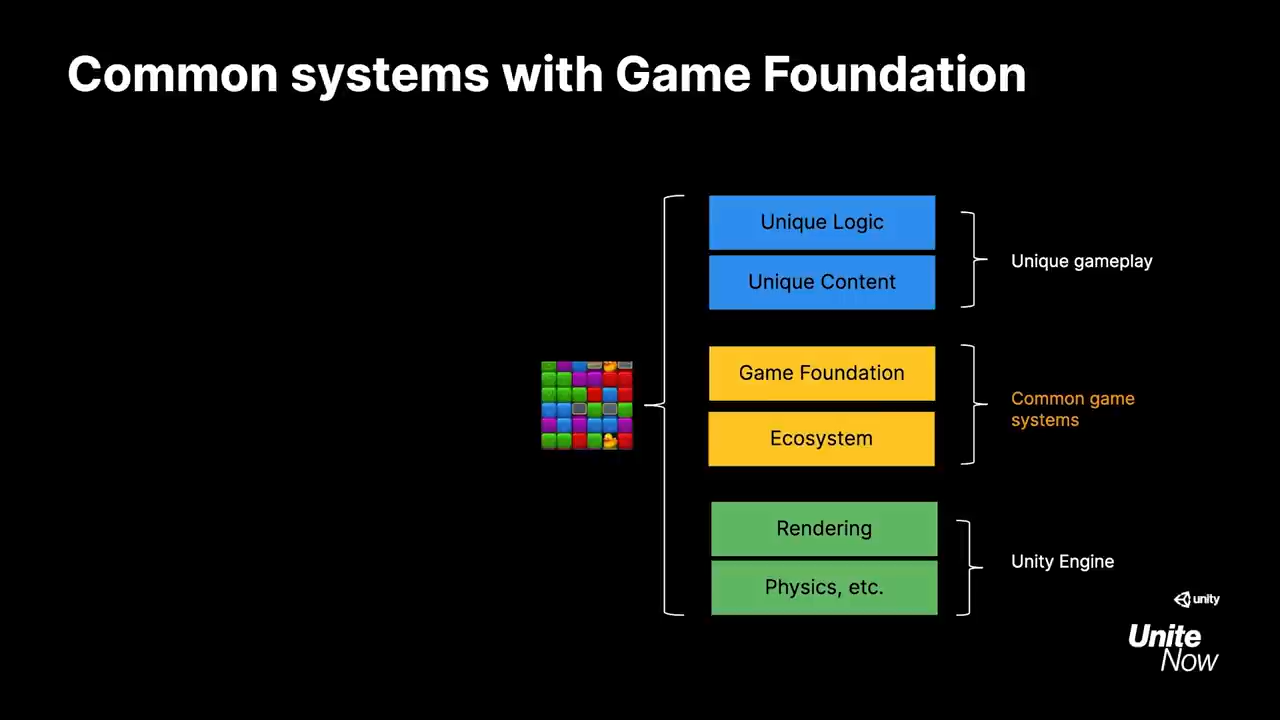 Common systems with Game Foundation
Unique Logic
Unique Content
Unique gameplay
Game Foundation
Ecosystem
Common game
systems
Rendering
Physics, etc.
Unity Engine
unity
Unite
Now